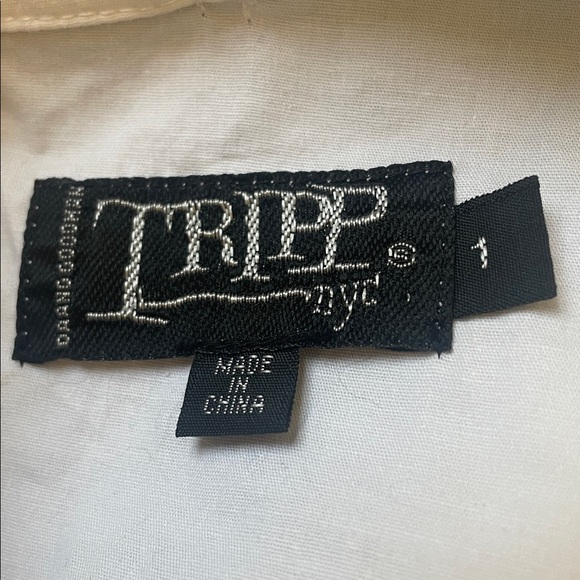 DAANG GOODMAN
TRIPP
nyc
®
1
MADE
IN
CHINA